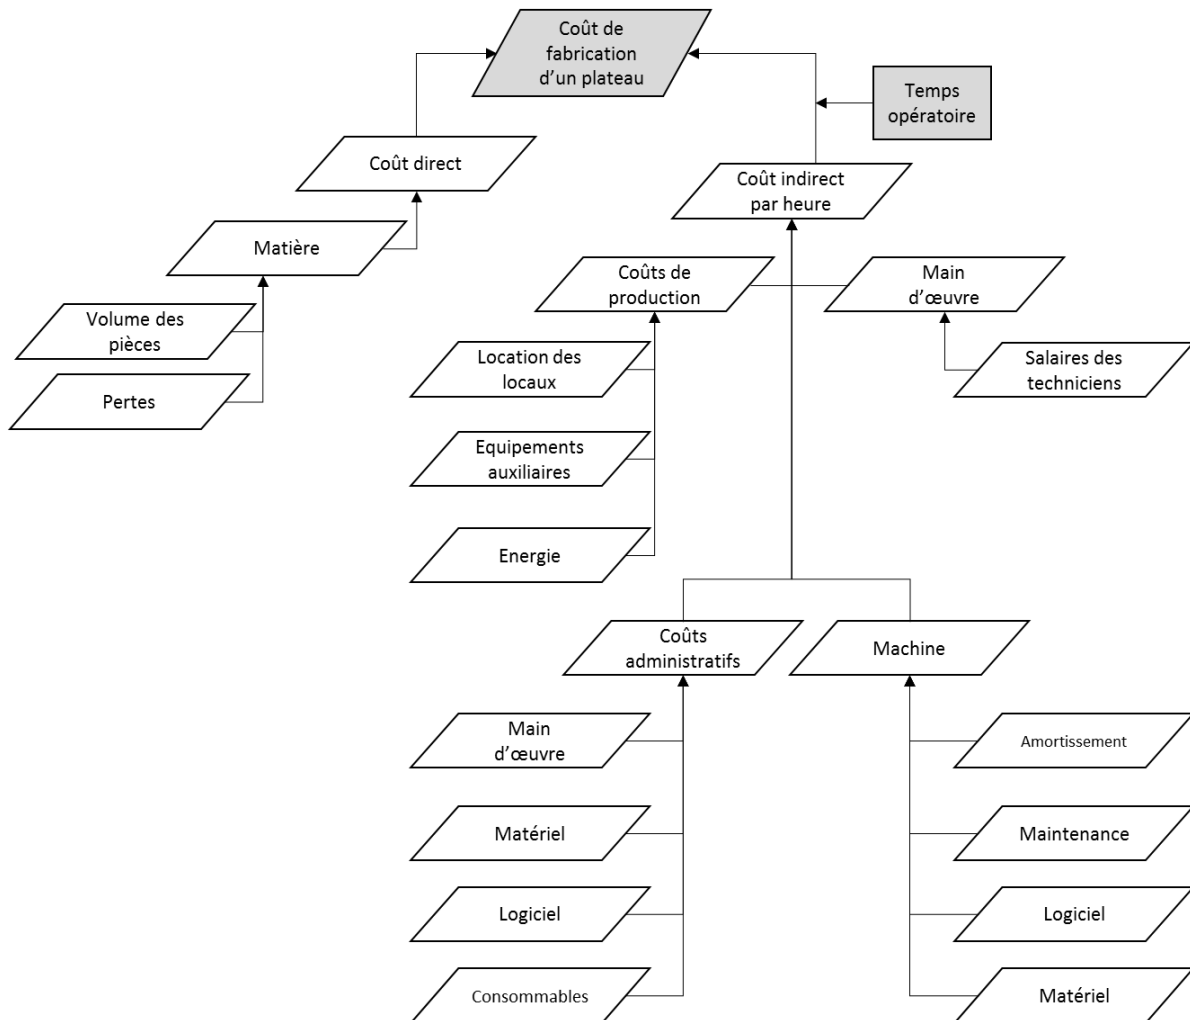 Coût de
fabrication
d’un plateau
Temps
opératoire
Coût direct
Coût indirect
par heure
Matière
Coûts de
production
Main
d’œuvre
Volume des
pièces
Location des
locaux
Salaires des
techniciens
Pertes
Equipements
auxiliaires
Energie
Coûts
administratifs
Machine
Main
d’œuvre
Amortissement
Matériel
Maintenance
Logiciel
Logiciel
Consommables
Matériel